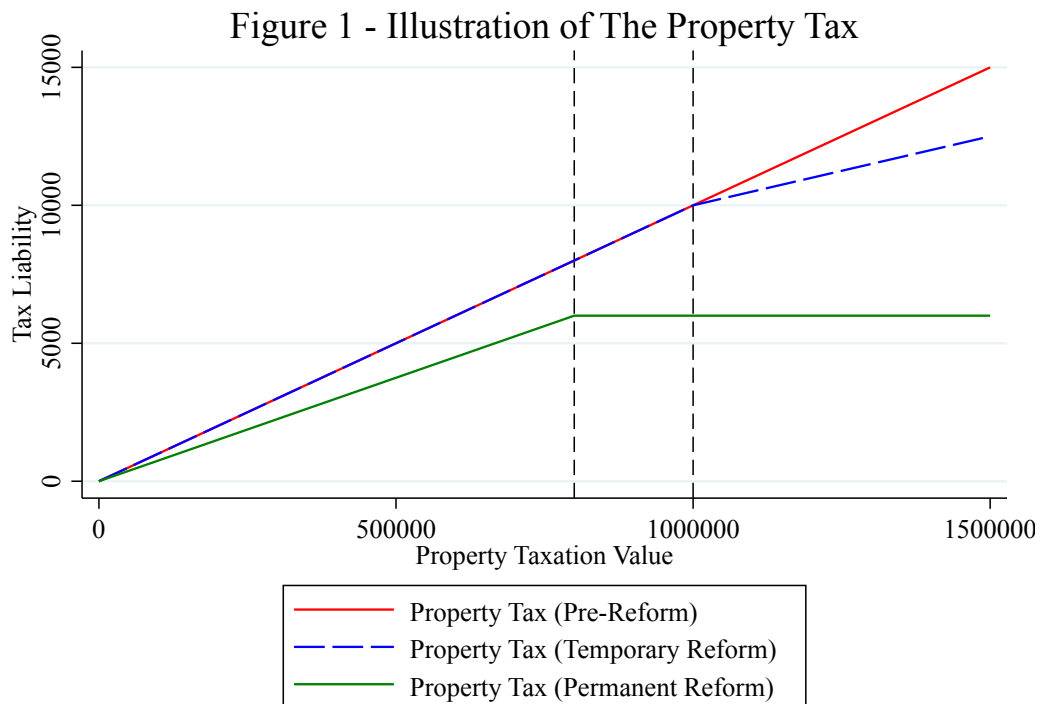 Figure 1 - Illustration of The Property Tax
15000
10000
5000
0
Tax Liability
0
500000
1000000
1500000
Property Taxation Value
Property Tax (Pre-Reform)
Property Tax (Temporary Reform)
Property Tax (Permanent Reform)